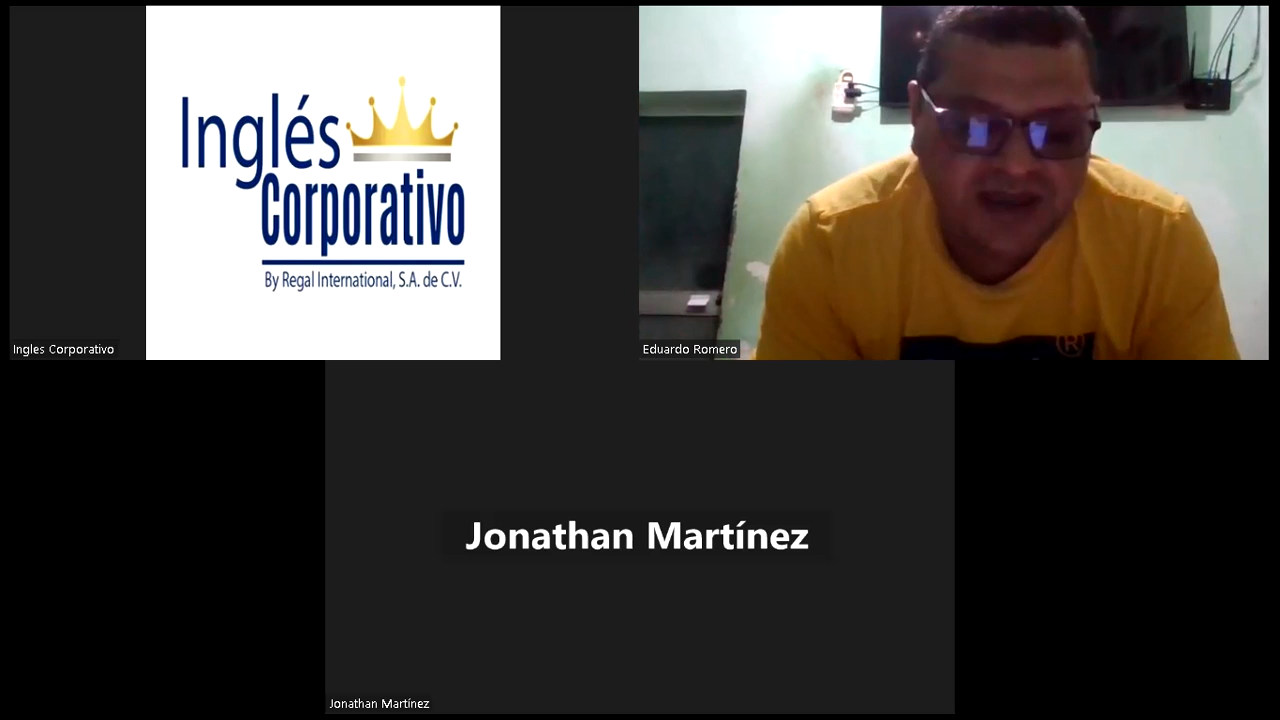 Inglés
Corporativo
By Regal International, S.A. de C.V.
Ingles Corporativo
®
Eduardo Romero
Jonathan Martínez
Jonathan Martínez